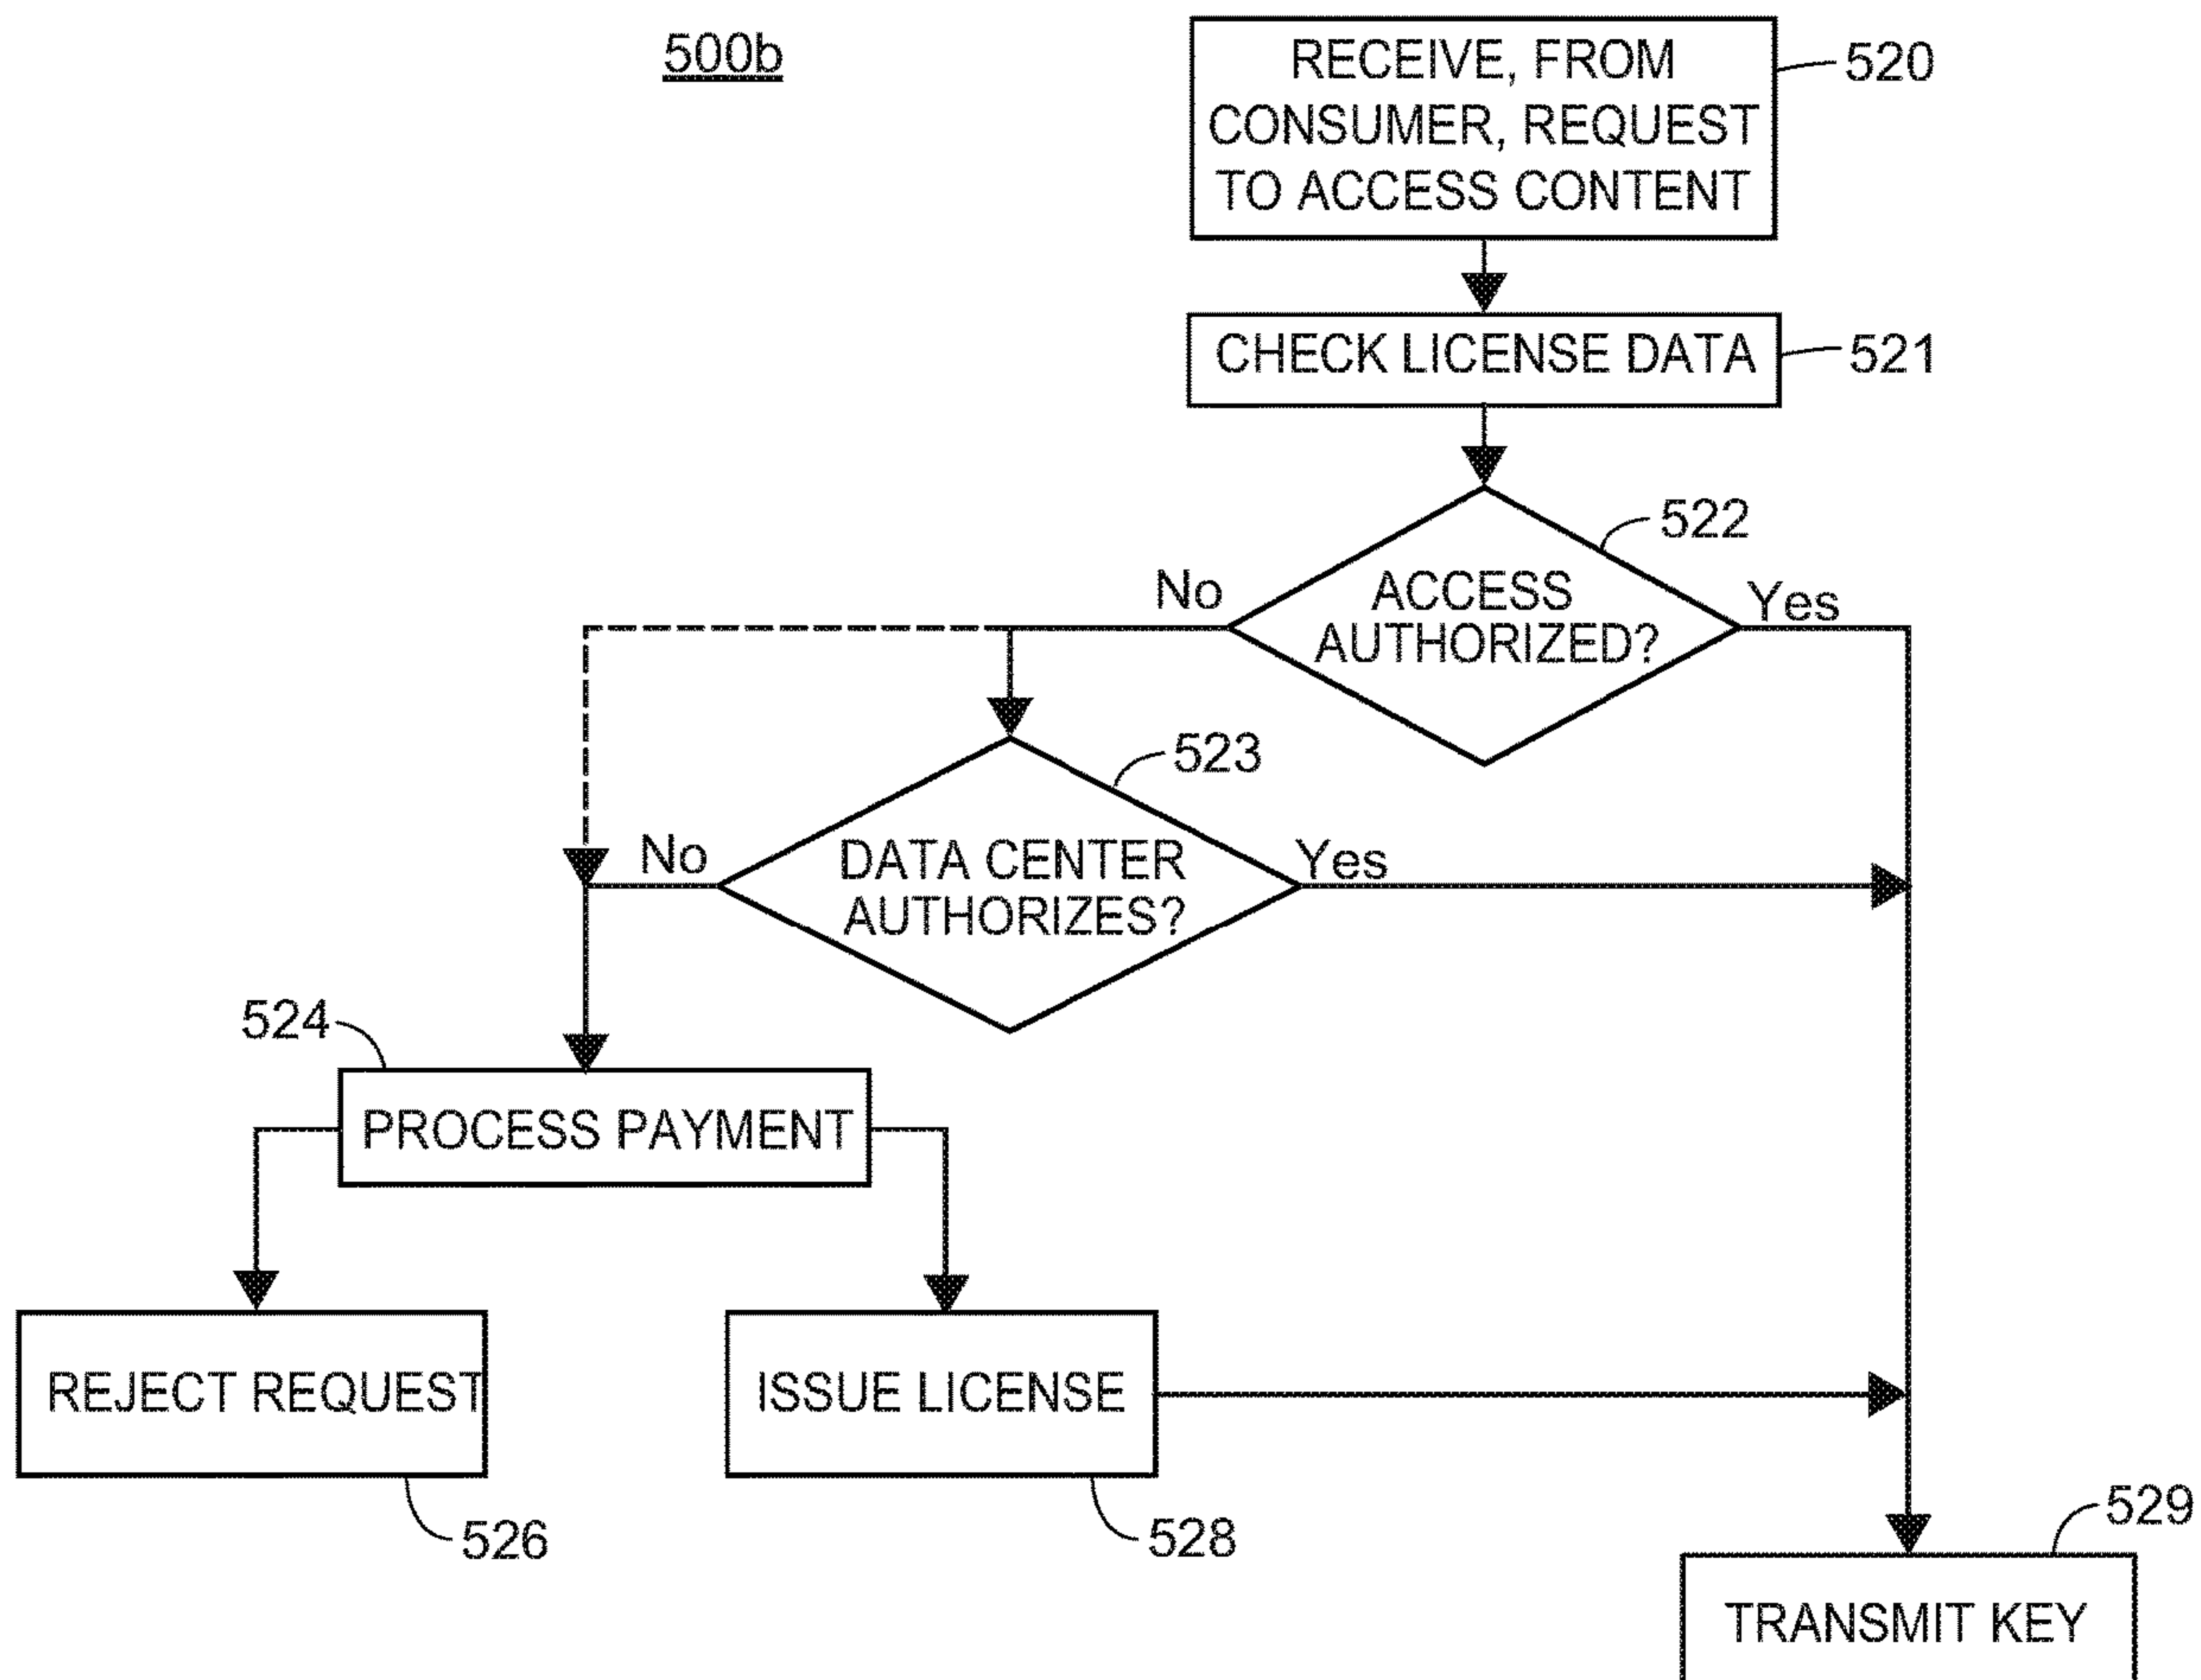 500b
RECEIVE, FROM
CONSUMER, REQUEST
TO ACCESS CONTENT
520
CHECK LICENSE DATA
521
522
ACCESS
AUTHORIZED?
No
Yes
523
DATA CENTER
AUTHORIZES?
No
Yes
524
PROCESS PAYMENT
REJECT REQUEST
526
ISSUE LICENSE
528
529
TRANSMIT KEY